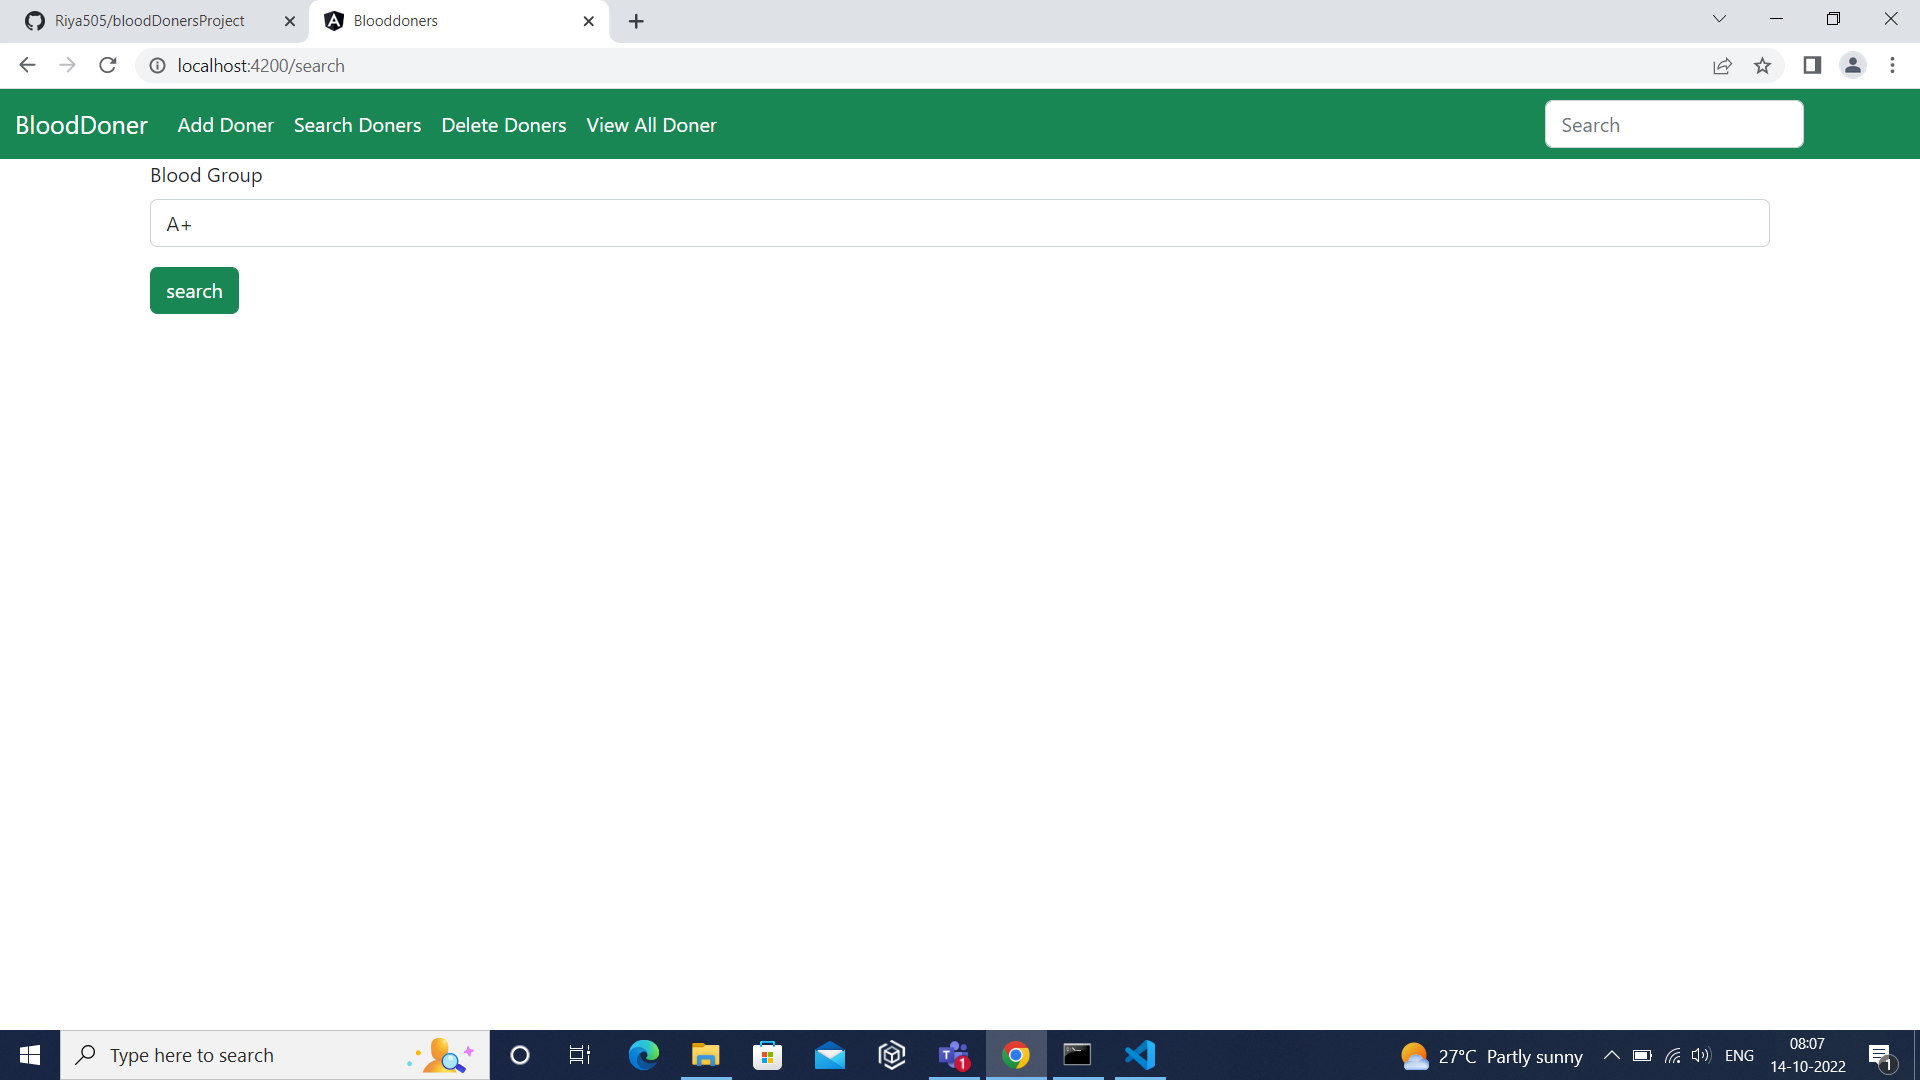 Riya505/bloodDonersProject
Blooddoners
localhost:4200/search
BloodDoner Add Doner Search Doners Delete Doners View All Doner Search
Blood Group
A+
search
Type here to search
27°C Partly sunny
ENG
08:07
14-10-2022
1
1